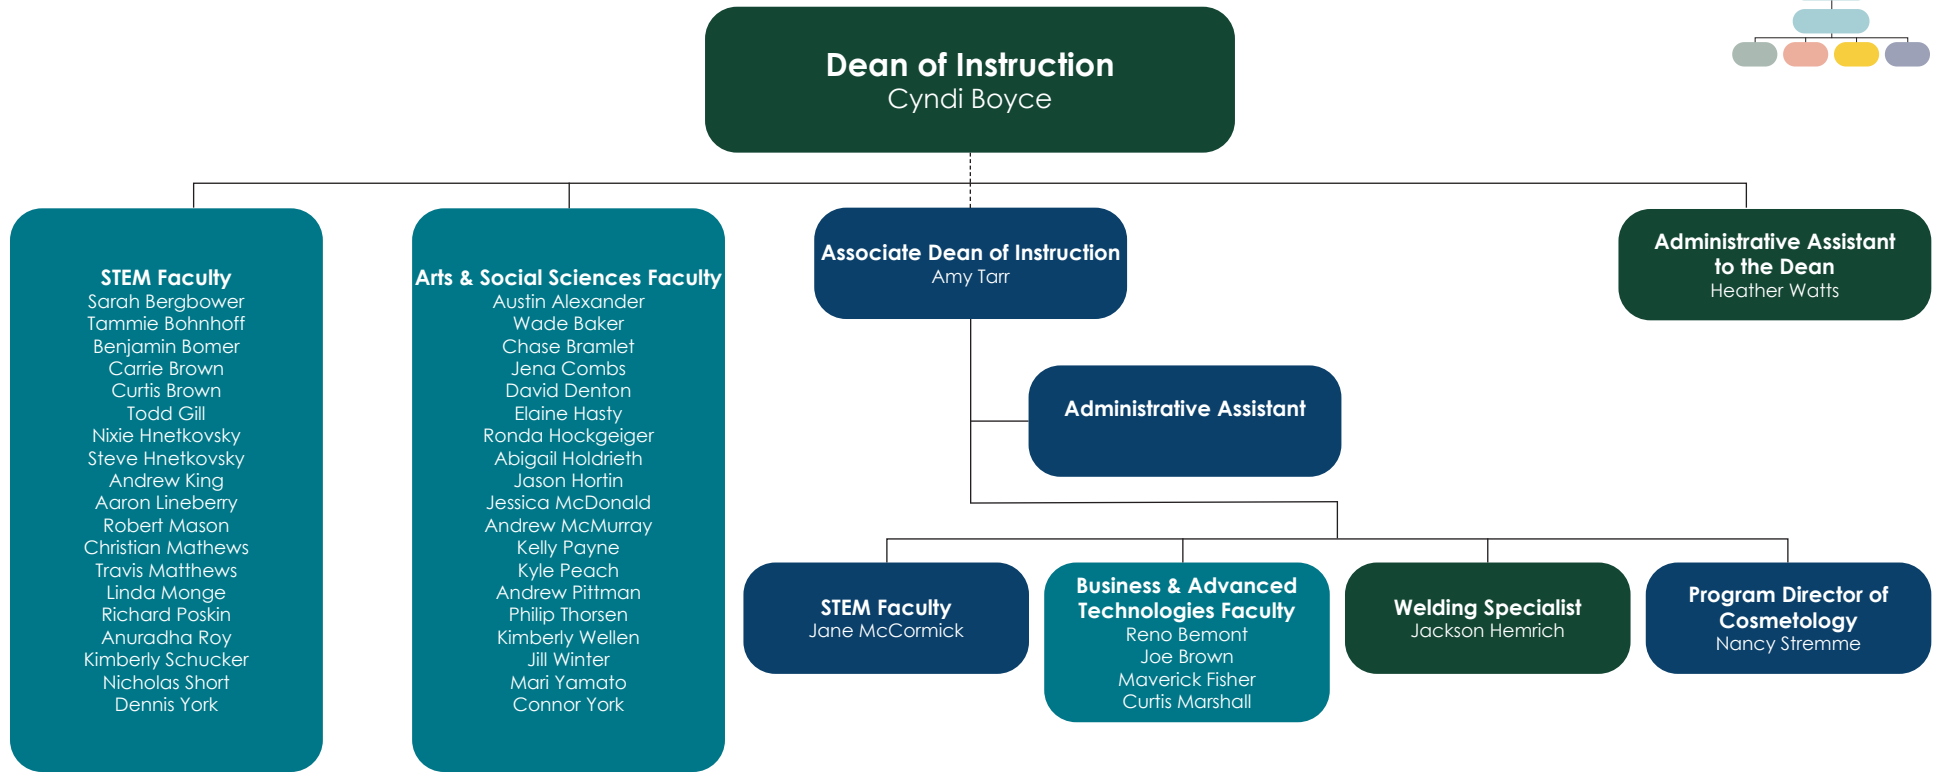 Dean of Instruction
Cyndi Boyce
STEM Faculty
Sarah Bergbower
Tammie Bohnhoff
Benjamin Bomer
Carrie Brown
Curtis Brown
Todd Gill
Nixie Hnetkovsky
Steve Hnetkovsky
Andrew King
Aaron Lineberry
Robert Mason
Christian Mathews
Travis Matthews
Linda Monge
Richard Poskin
Anuradha Roy
Kimberly Schucker
Nicholas Short
Dennis York
Arts & Social Sciences Faculty
Austin Alexander
Wade Baker
Chase Bramlet
Jena Combs
David Denton
Elaine Hasty
Ronda Hockgeiger
Abigail Holdrieth
Jason Hortin
Jessica McDonald
Andrew McMurray
Kelly Payne
Kyle Peach
Andrew Pittman
Philip Thorsen
Kimberly Wellen
Jill Winter
Mari Yamato
Connor York
Associate Dean of Instruction
Amy Tarr
Administrative Assistant
to the Dean
Heather Watts
Administrative Assistant
STEM Faculty
Jane McCormick
Business & Advanced
Technologies Faculty
Reno Bemont
Joe Brown
Maverick Fisher
Curtis Marshall
Welding Specialist
Jackson Hemrich
Program Director of
Cosmetology
Nancy Stremme